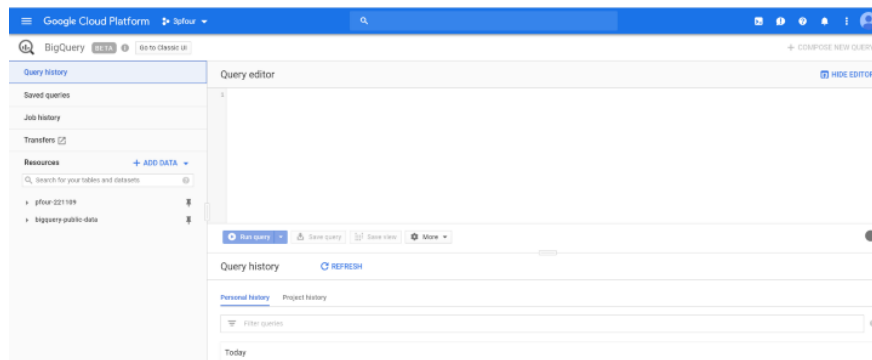 Google Cloud Platform 3pfour
BigQuery BETA Go to Classic UI
+ COMPOSE NEW QUERY
Query history
Saved queries
Job history
Transfers
Resources + ADD DATA
Search for your tables and datasets
pfour-221109
bigquery-public-data
Query editor HIDE EDITOR
1
Run query Save query Save view More
Query history REFRESH
Personal history Project history
Filter queries
Today